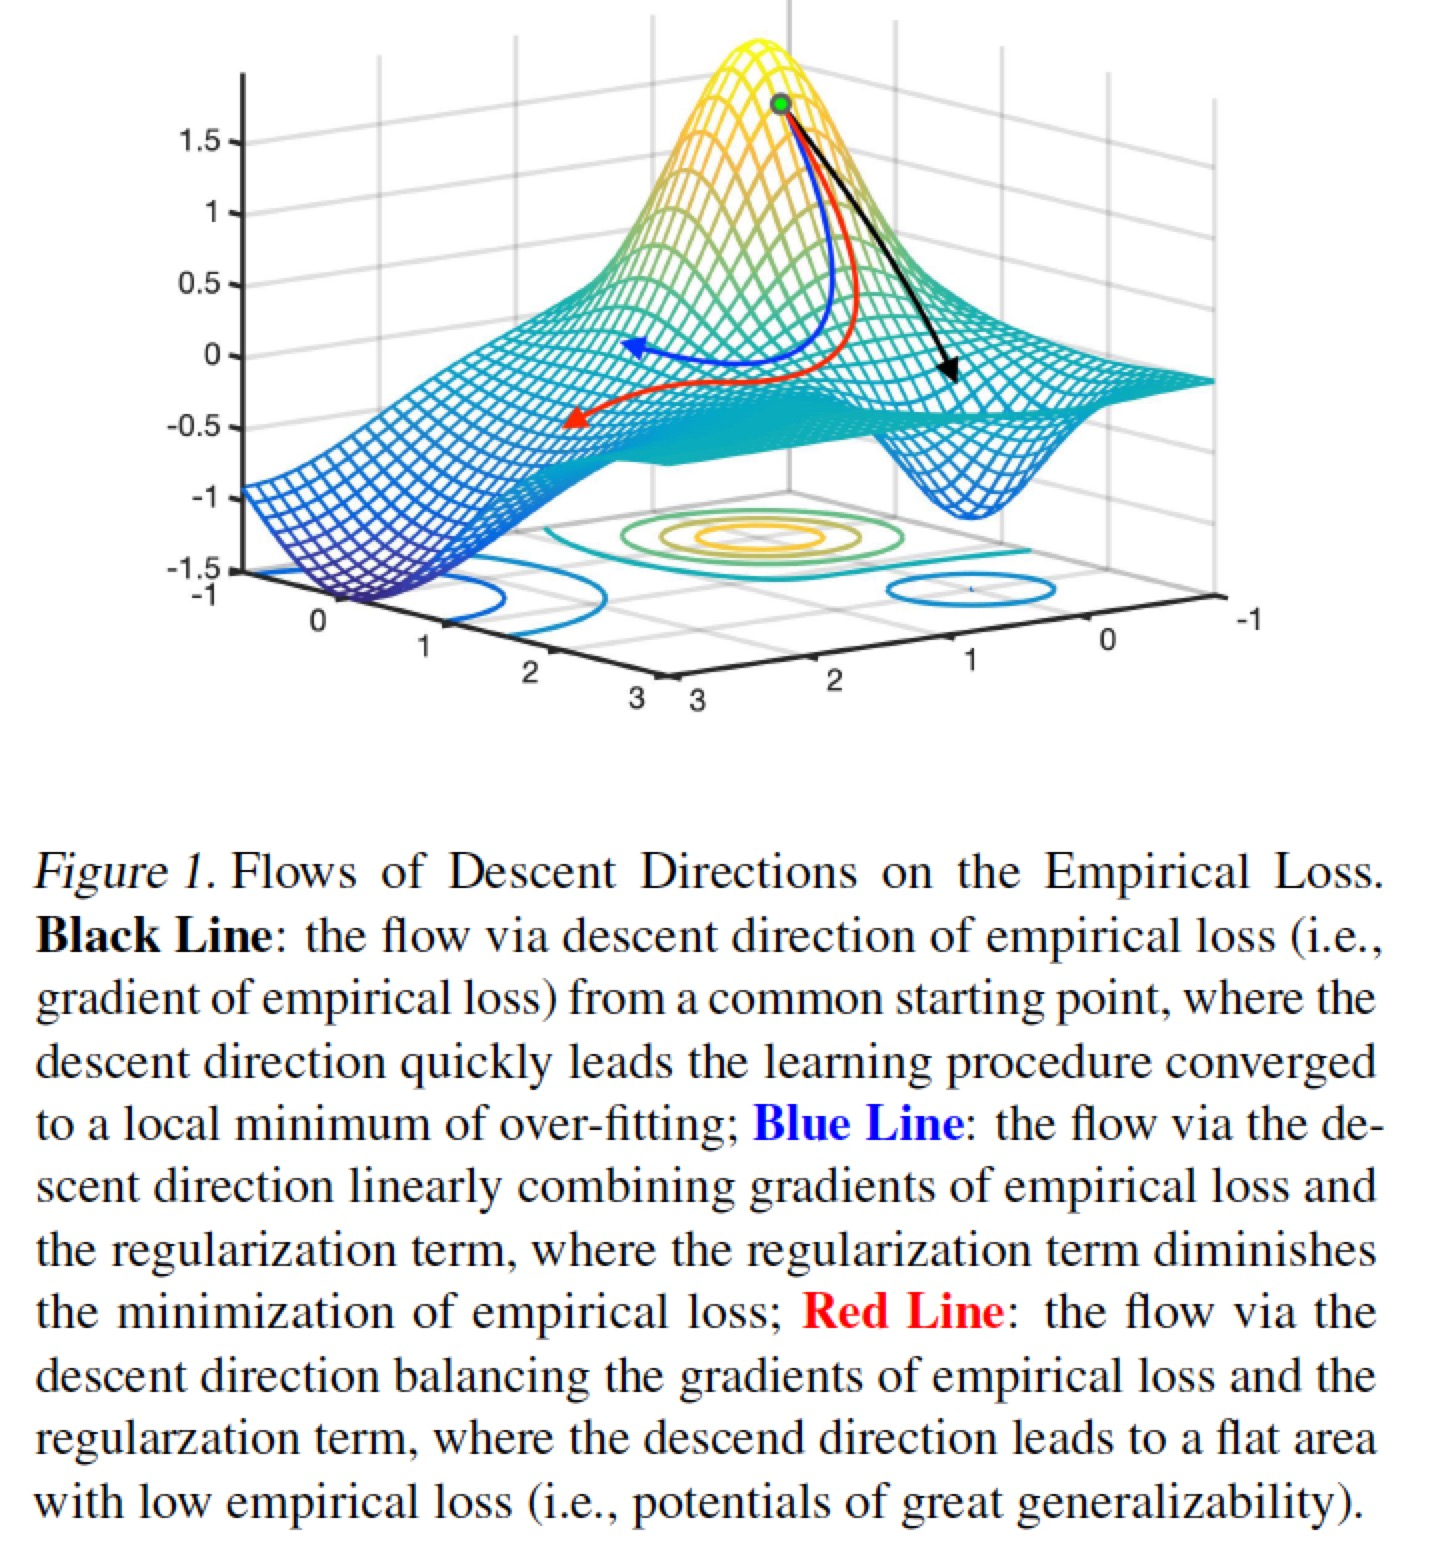 1.5
1
0.5
0
-0.5
-1
-1.5
-1
0
1
2
3
3
2
1
0
-1
Figure 1. Flows of Descent Directions on the Empirical Loss.
Black Line: the flow via descent direction of empirical loss (i.e.,
gradient of empirical loss) from a common starting point, where the
descent direction quickly leads the learning procedure converged
to a local minimum of over-fitting; Blue Line: the flow via the de-
scent direction linearly combining gradients of empirical loss and
the regularization term, where the regularization term diminishes
the minimization of empirical loss; Red Line: the flow via the
descent direction balancing the gradients of empirical loss and the
regularzation term, where the descend direction leads to a flat area
with low empirical loss (i.e., potentials of great generalizability).